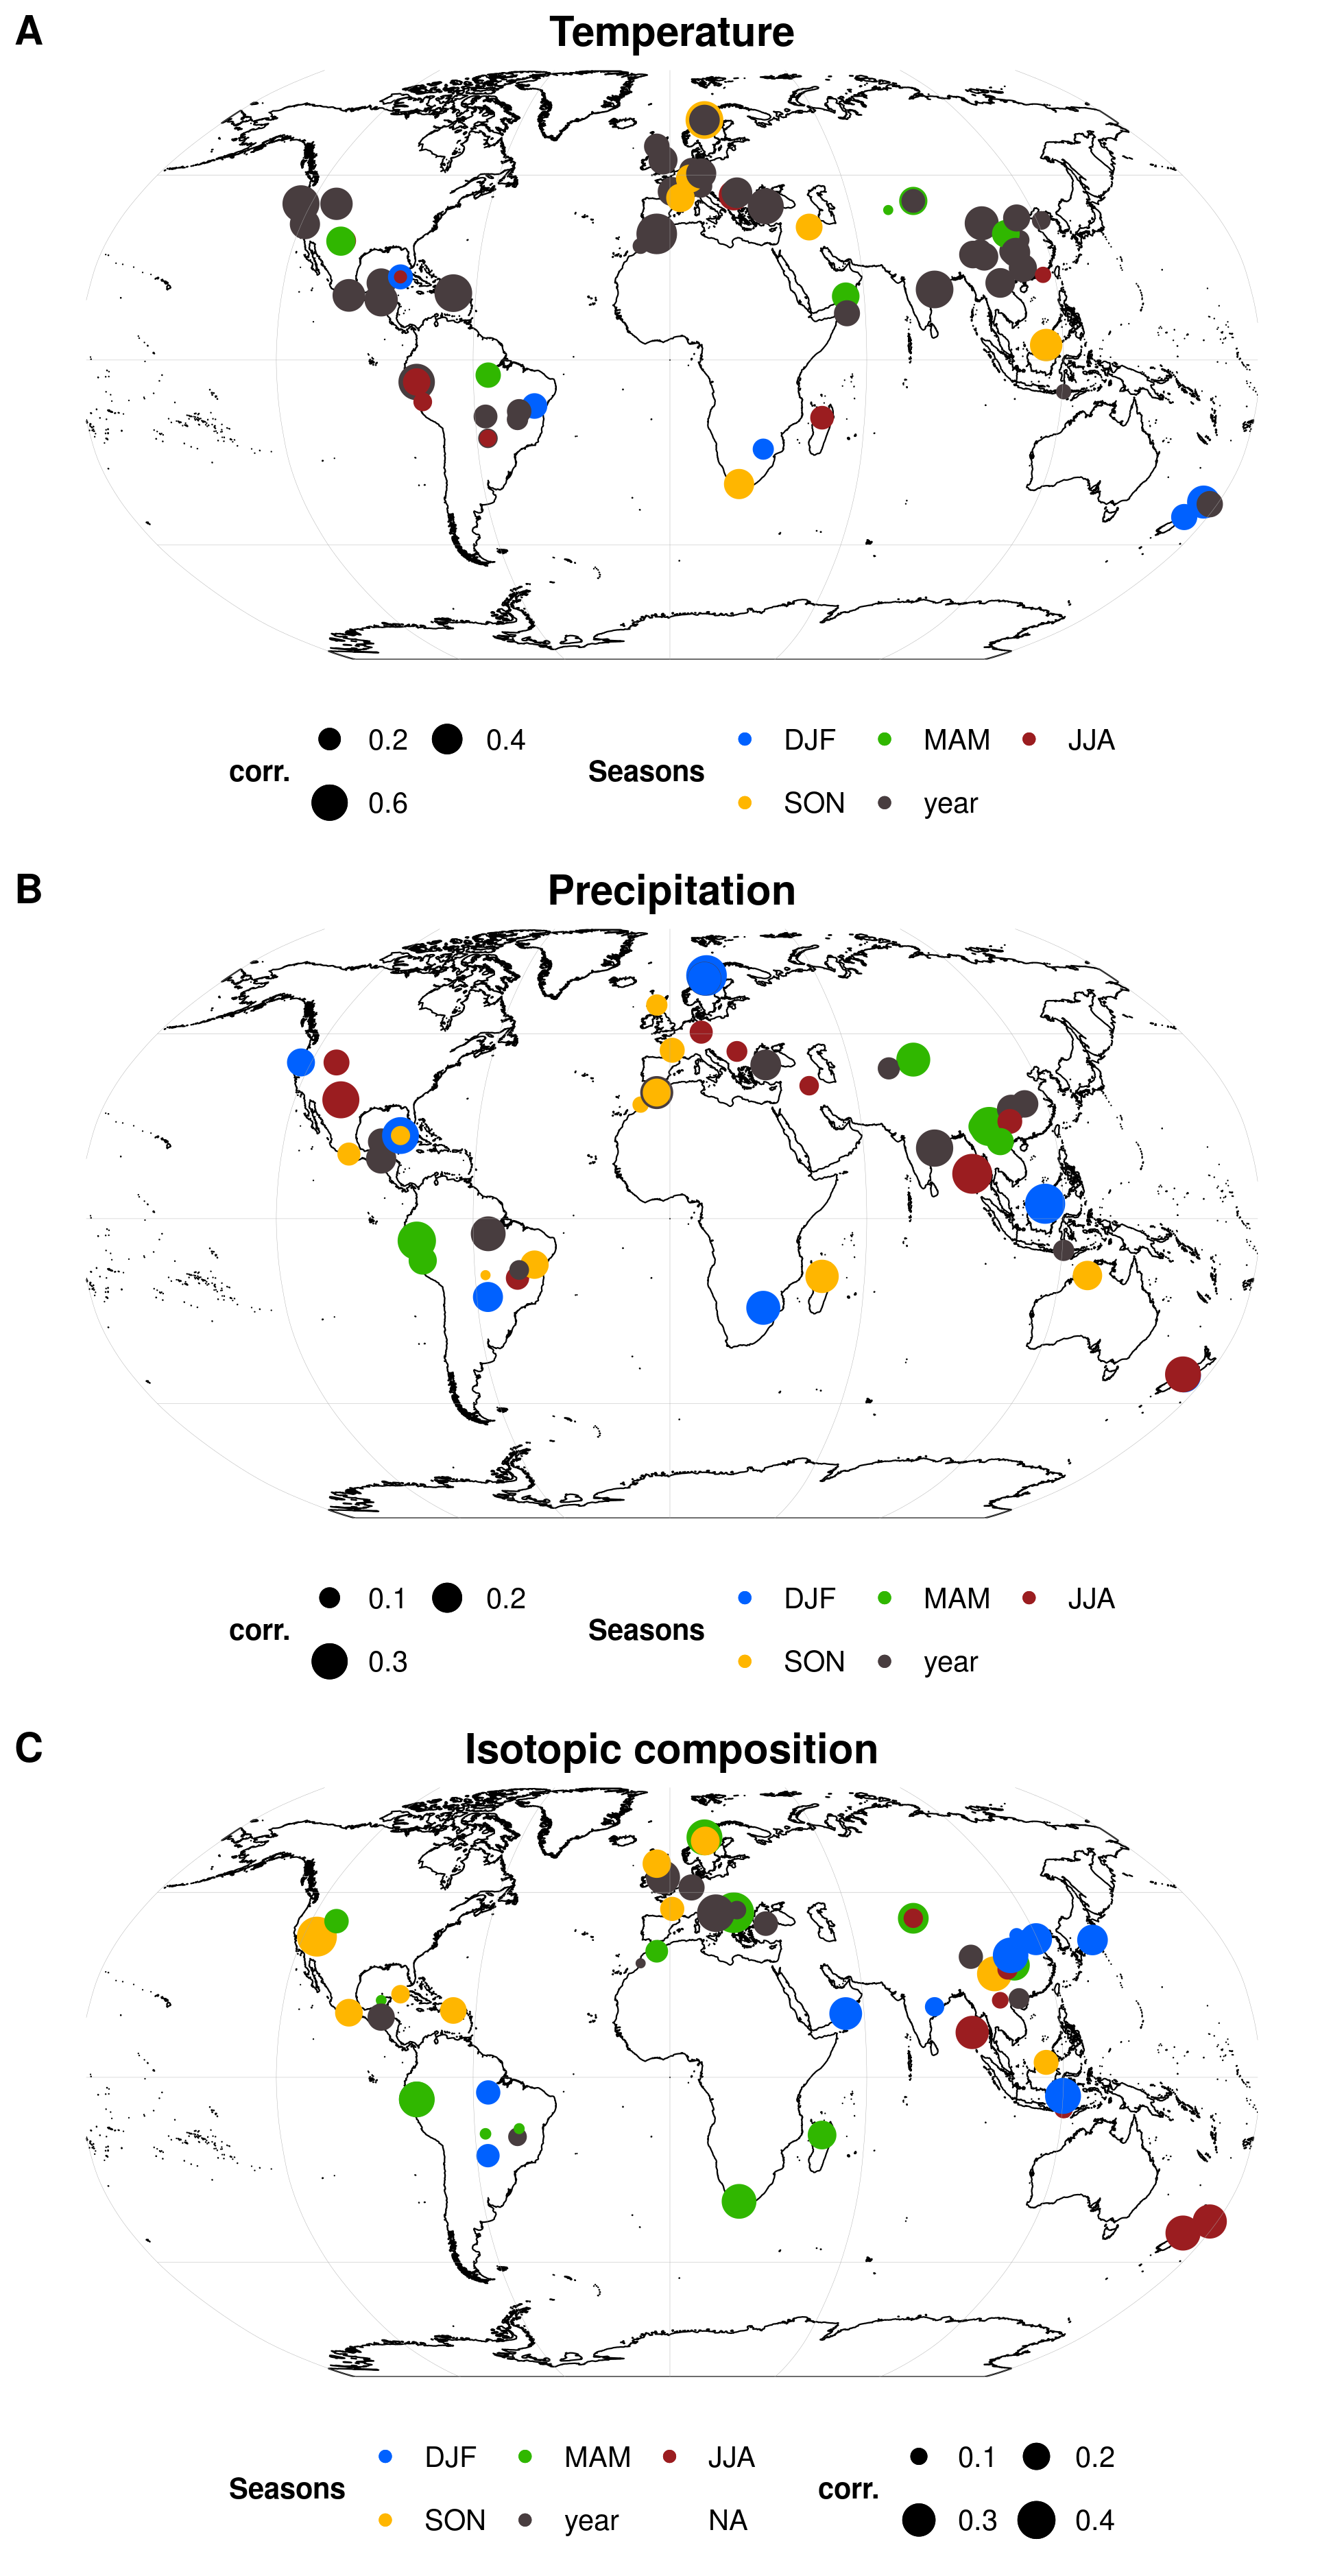 A
Temperature
0.2 0.4 DJF MAM JJA
corr. Seasons
0.6 SON year
B
Precipitation
0.1 0.2 DJF MAM JJA
corr. Seasons
0.3 SON year
C
Isotopic composition
DJF MAM JJA 0.1 0.2
Seasons corr.
SON year NA 0.3 0.4